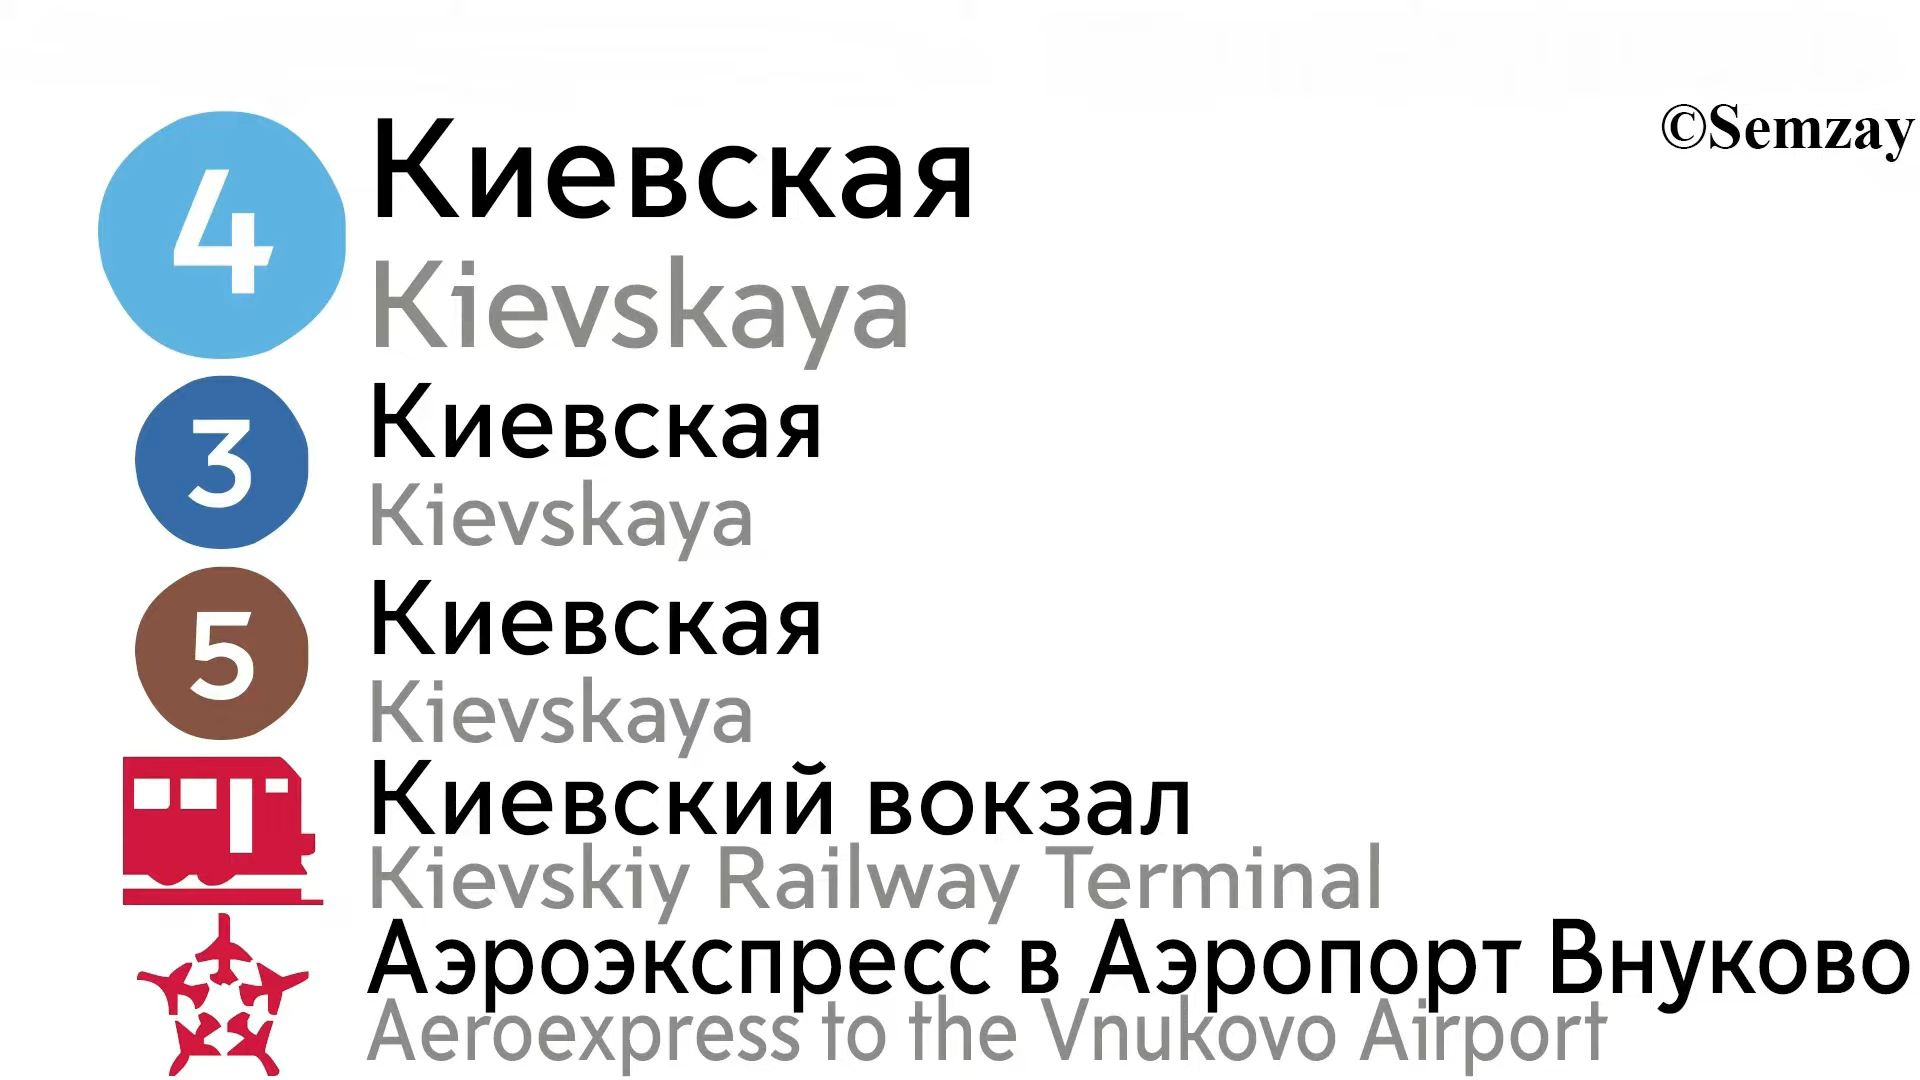 ©Semzay
4 Киевская
Kievskaya
3 Киевская
Kievskaya
5 Киевская
Kievskaya
Киевский вокзал
Kievskiy Railway Terminal
Аэроэкспресс в Аэропорт Внуково
Aeroexpress to the Vnukovo Airport